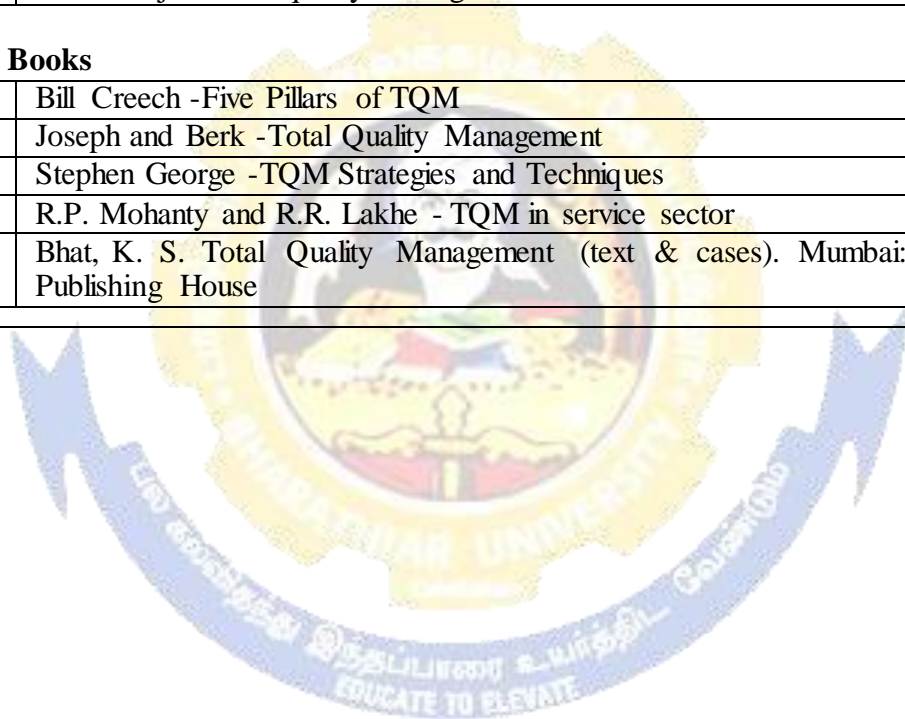 Books
Bill Creech -Five Pillars of TQM
Joseph and Berk -Total Quality Management
Stephen George -TQM Strategies and Techniques
R.P. Mohanty and R.R. Lakhe - TQM in service sector
Bhat, K. S. Total Quality Management (text & cases). Mumbai:
Publishing House
BHARATHIAR UNIVERSITY
EDUCATE TO ELEVATE